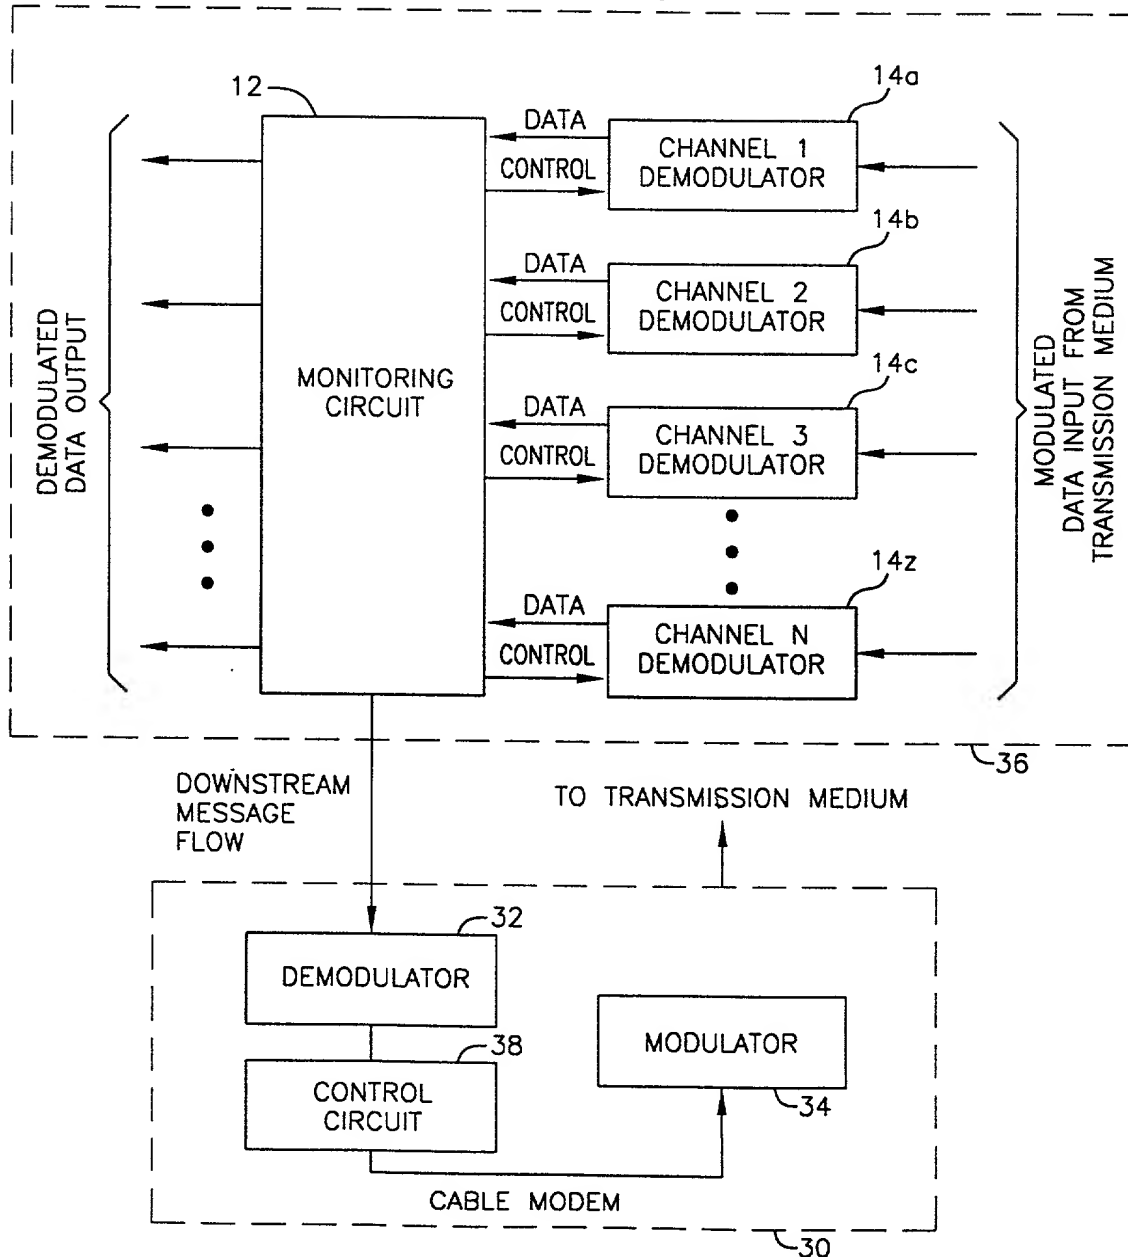 12
14a
DATA
CONTROL
CHANNEL 1
DEMODULATOR
14b
DATA
CONTROL
CHANNEL 2
DEMODULATOR
DEMODULATED
DATA OUTPUT
MONITORING
CIRCUIT
14c
DATA
CONTROL
CHANNEL 3
DEMODULATOR
MODULATED
DATA INPUT FROM
TRANSMISSION MEDIUM
14z
DATA
CONTROL
CHANNEL N
DEMODULATOR
36
DOWNSTREAM
MESSAGE
FLOW
TO TRANSMISSION MEDIUM
32
DEMODULATOR
38
CONTROL
CIRCUIT
MODULATOR
34
CABLE MODEM
30